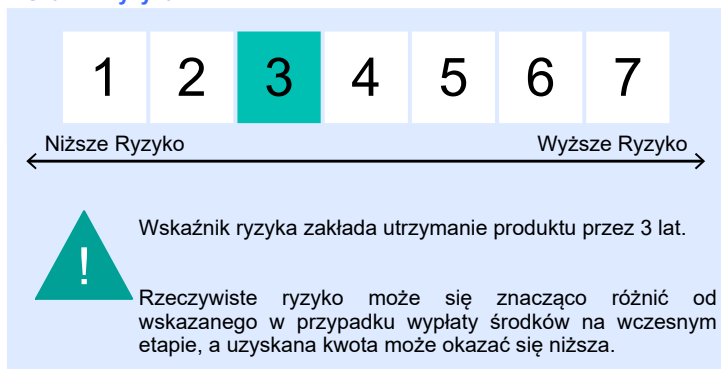 1 2 3 4 5 6 7
Niższe Ryzyko Wyższe Ryzyko
Wskaźnik ryzyka zakłada utrzymanie produktu przez 3 lat.
!
Rzeczywiste ryzyko może się znacząco różnić od
wskazanego w przypadku wypłaty środków na wczesnym
etapie, a uzyskana kwota może okazać się niższa.